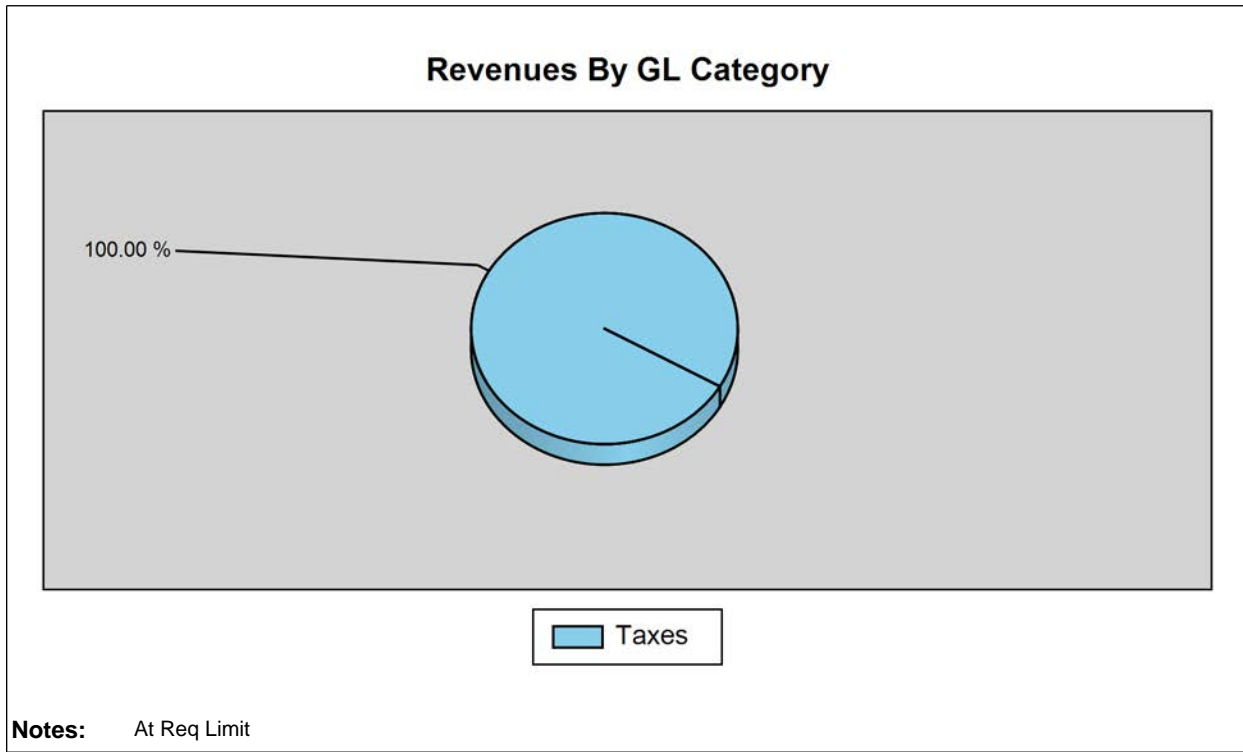 Revenues By GL Category
100.00 %
Taxes
Notes: At Req Limit